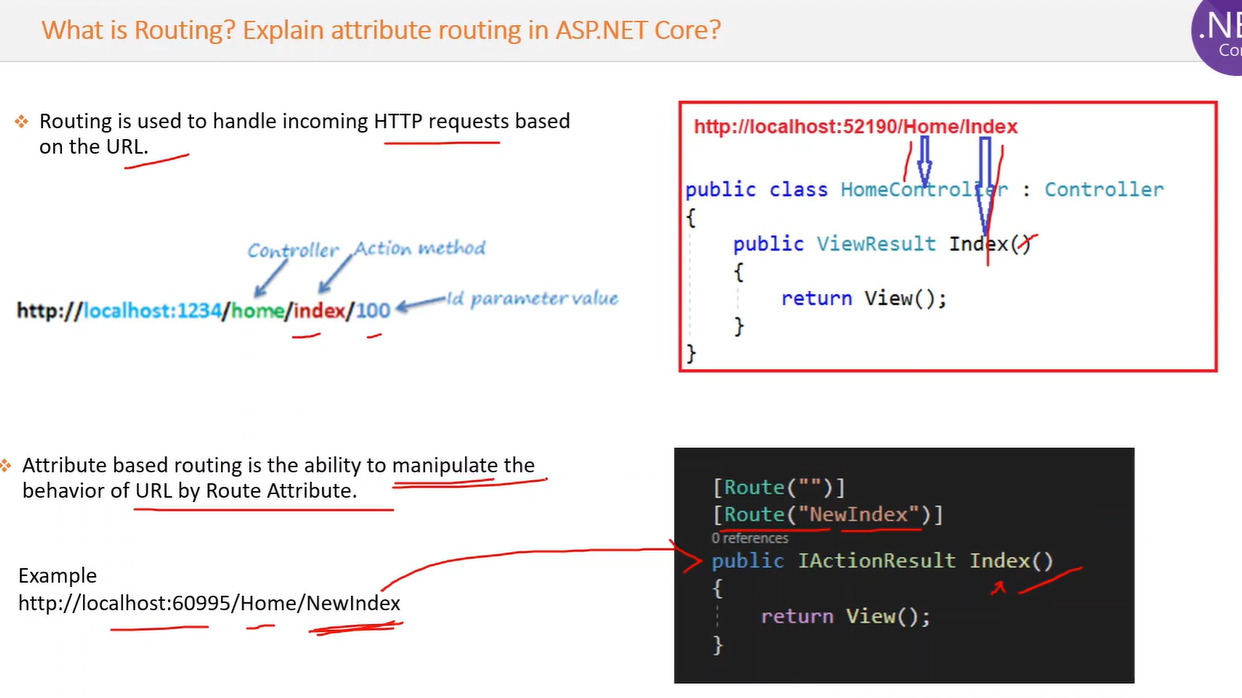 What is Routing? Explain attribute routing in ASP.NET Core?
❖ Routing is used to handle incoming HTTP requests based
on the URL.
Controller Action method
http://localhost:1234/home/index/100
Id parameter value
http://localhost:52190/Home/Index
public class HomeController : Controller
{
public ViewResult Index()
{
return View();
}
}
❖ Attribute based routing is the ability to manipulate the
behavior of URL by Route Attribute.
Example
http://localhost:60995/Home/NewIndex
[Route("")]
[Route("NewIndex")]
0 references
public IActionResult Index()
{
return View();
}